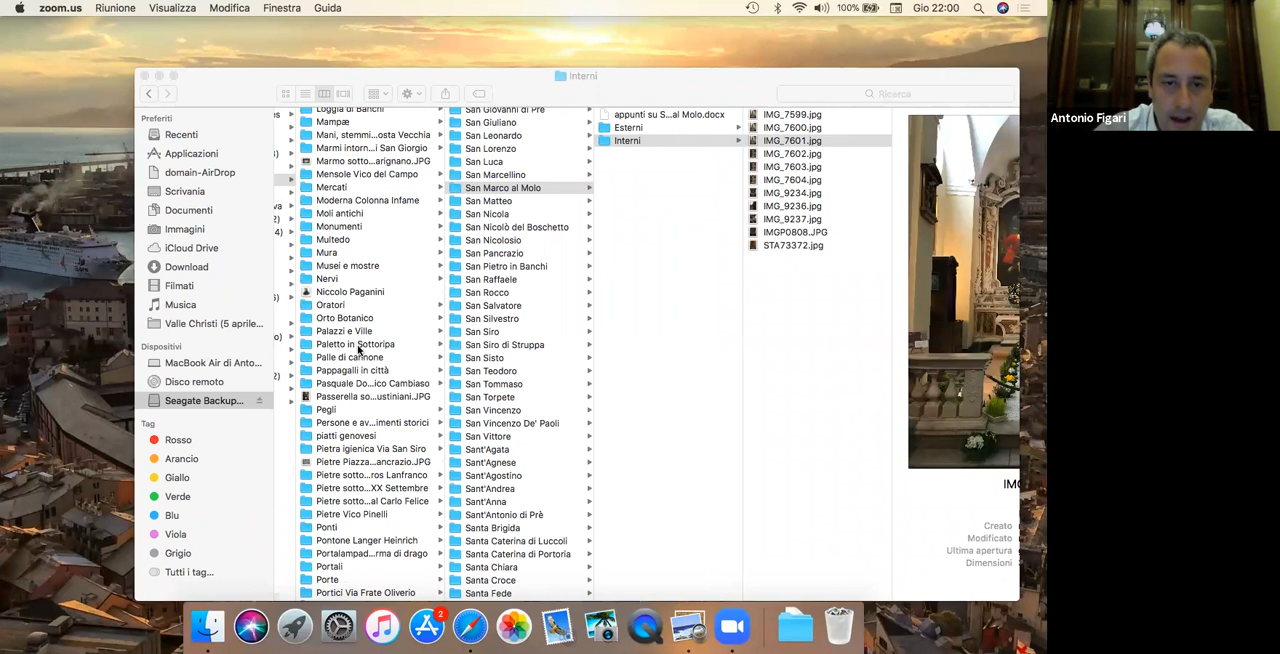 zoom.us Riunione Visualizza Modifica Finestra Guida 100% Gio 22:00
Interni
Ricerca
Antonio Figari
Preferiti
Recenti
Applicazioni
domain-AirDrop
Scrivania
Documenti
Immagini
iCloud Drive
Download
Filmati
Musica
Valle Christi (5 aprile...
Dispositivi
MacBook Air di Anto...
Disco remoto
Seagate Backup...
Tag
Rosso
Arancio
Giallo
Verde
Blu
Viola
Grigio
Tutti i tag...
Loggia di Banchi
Mampæ
Mani, stemmi...osta Vecchia
Marmi intorn...i San Giorgio
Marmo sotto...arignano.JPG
Mensole Vico del Campo
Mercati
Moderna Colonna Infame
Moli antichi
Monumenti
Multedo
Mura
Musei e mostre
Nervi
Niccolo Paganini
Oratori
Orto Botanico
Palazzi e Ville
Paletto in Sottoripa
Palle di cannone
Pappagalli in città
Pasquale Do...ico Cambiaso
Passerella so...ustiniani.JPG
Pegli
Persone e av...imenti storici
piatti genovesi
Pietra igienica Via San Siro
Pietre Piazza...ancrazio.JPG
Pietre sotto...ros Lanfranco
Pietre sotto...XX Settembre
Pietre sotto...al Carlo Felice
Pietre Vico Pinelli
Ponti
Pontone Langer Heinrich
Portalampad...rma di drago
Portali
Porte
Portici Via Frate Oliverio
San Giovanni di Prè
San Giuliano
San Leonardo
San Lorenzo
San Luca
San Marcellino
San Marco al Molo
San Matteo
San Nicola
San Nicolò del Boschetto
San Nicolosio
San Pancrazio
San Pietro in Banchi
San Raffaele
San Rocco
San Salvatore
San Silvestro
San Siro
San Siro di Struppa
San Sisto
San Teodoro
San Tommaso
San Torpete
San Vincenzo
San Vincenzo De' Paoli
San Vittore
Sant'Agata
Sant'Agnese
Sant'Agostino
Sant'Andrea
Sant'Anna
Sant'Antonio di Prè
Santa Brigida
Santa Caterina di Luccoli
Santa Caterina di Portoria
Santa Chiara
Santa Croce
Santa Fede
appunti su S...al Molo.docx
Esterni
Interni
IMG_7599.jpg
IMG_7600.jpg
IMG_7601.jpg
IMG_7602.jpg
IMG_7603.jpg
IMG_7604.jpg
IMG_9234.jpg
IMG_9236.jpg
IMG_9237.jpg
IMGP0808.JPG
STA73372.jpg
IMG
Creato
Modificato
Ultima apertura
Dimensioni
2